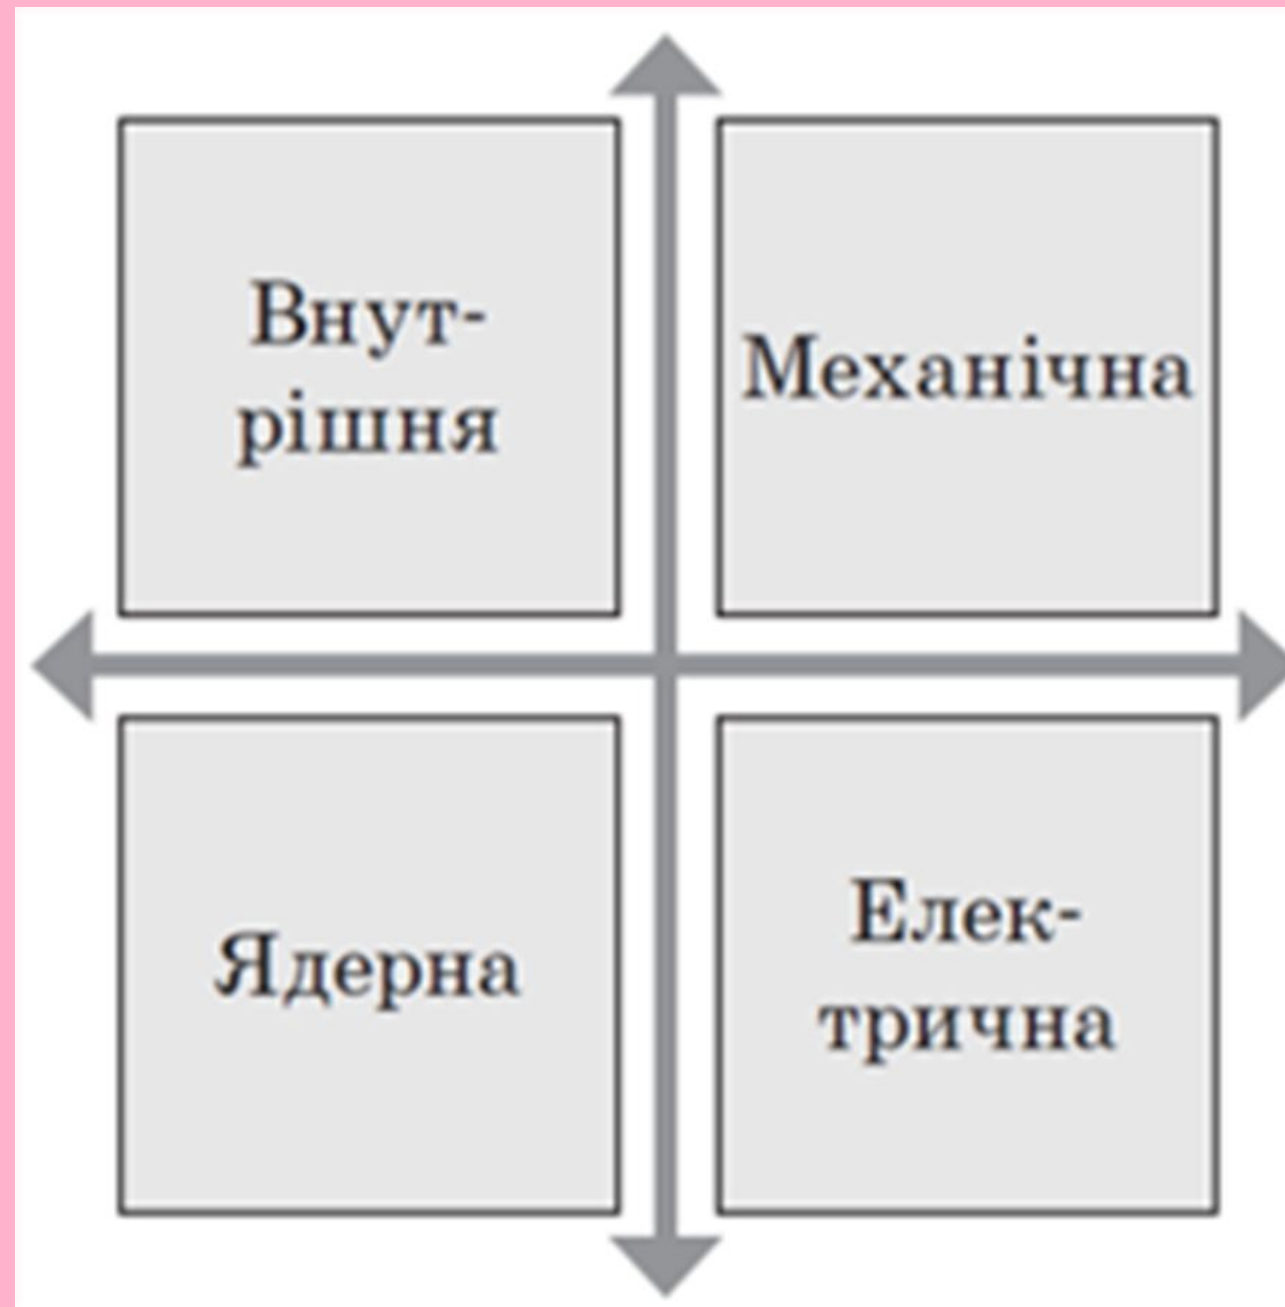 Внут-
рішня
Механічна
Ядерна
Елек-
трична